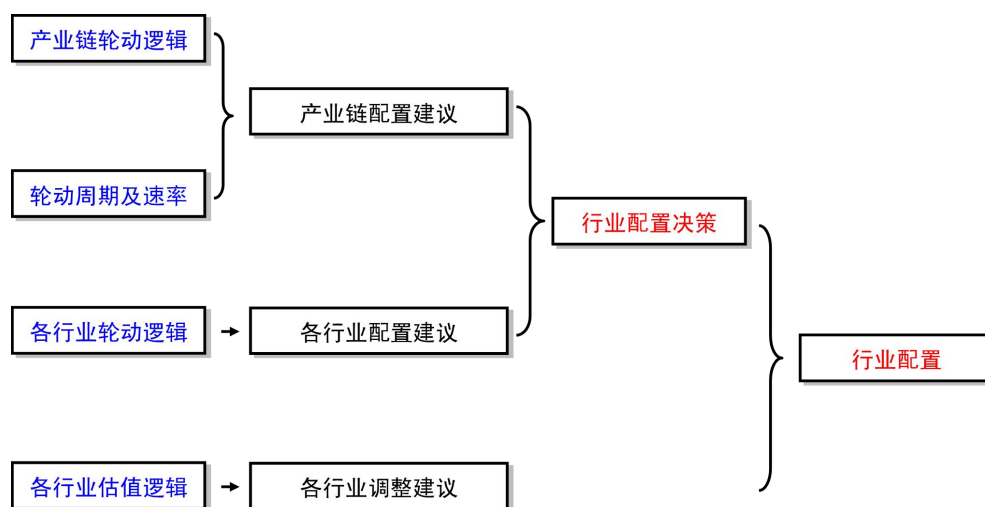 产业链轮动逻辑
产业链配置建议
轮动周期及速率
行业配置决策
各行业轮动逻辑
各行业配置建议
行业配置
各行业估值逻辑
各行业调整建议